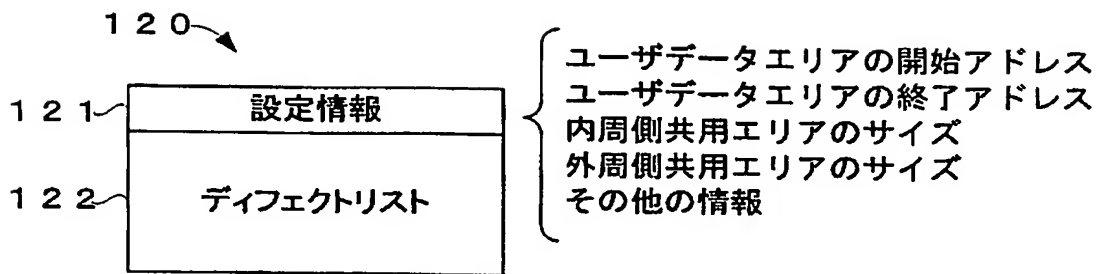 120
121
設定情報
122
ディフェクトリスト
ユーザデータエリアの開始アドレス
ユーザデータエリアの終了アドレス
内周側共用エリアのサイズ
外周側共用エリアのサイズ
その他の情報